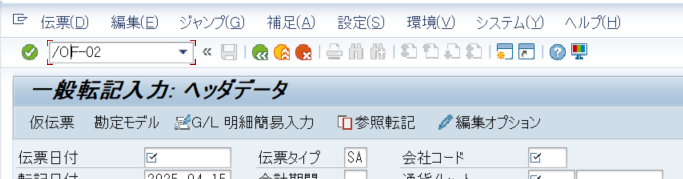 伝票(D) 編集(E) ジャンプ(G) 補足(A) 設定(S) 環境(V) システム(Y) ヘルプ(H)
/OF-02
一般転記入力: ヘッダデータ
仮伝票 勘定モデル G/L 明細簡易入力 参照転記 編集オプション
伝票日付 伝票タイプ SA 会社コード
転記日付 2025-04-15 会計期間 通貨/レート